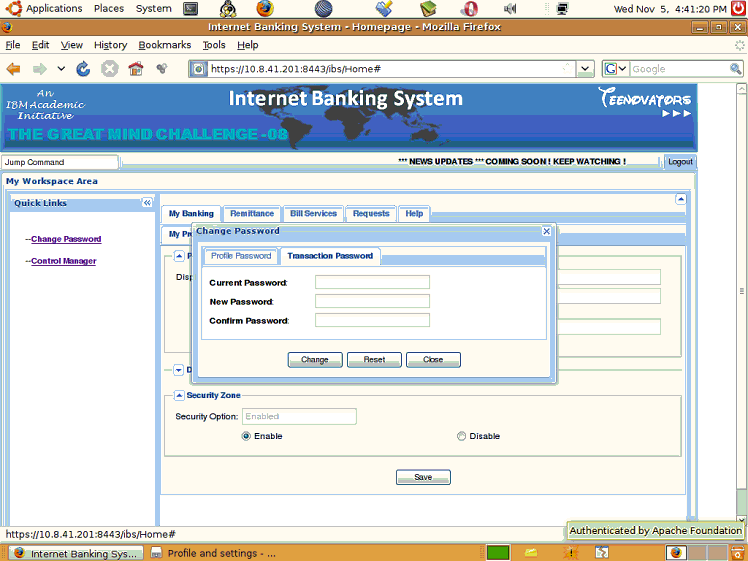 Applications Places System Wed Nov 5, 4:41:20 PM
Internet Banking System - Homepage - Mozilla Firefox
File Edit View History Bookmarks Tools Help
https://10.8.41.201:8443/ibs/Home# Google
An
IBM Academic
Initiative
Internet Banking System
TEENOVATORS
THE GREAT MIND CHALLENGE -08
Jump Command *** NEWS UPDATES *** COMING SOON ! KEEP WATCHING ! Logout
My Workspace Area
Quick Links
--Change Password
--Control Manager
My Banking Remittance Bill Services Requests Help
My Pr
Change Password
Profile Password Transaction Password
Current Password:
New Password:
Confirm Password:
Change Reset Close
P
Disp
D
Security Zone
Security Option: Enabled
Enable Disable
Save
https://10.8.41.201:8443/ibs/Home#
Authenticated by Apache Foundation
Internet Banking Sys... Profile and settings - ...